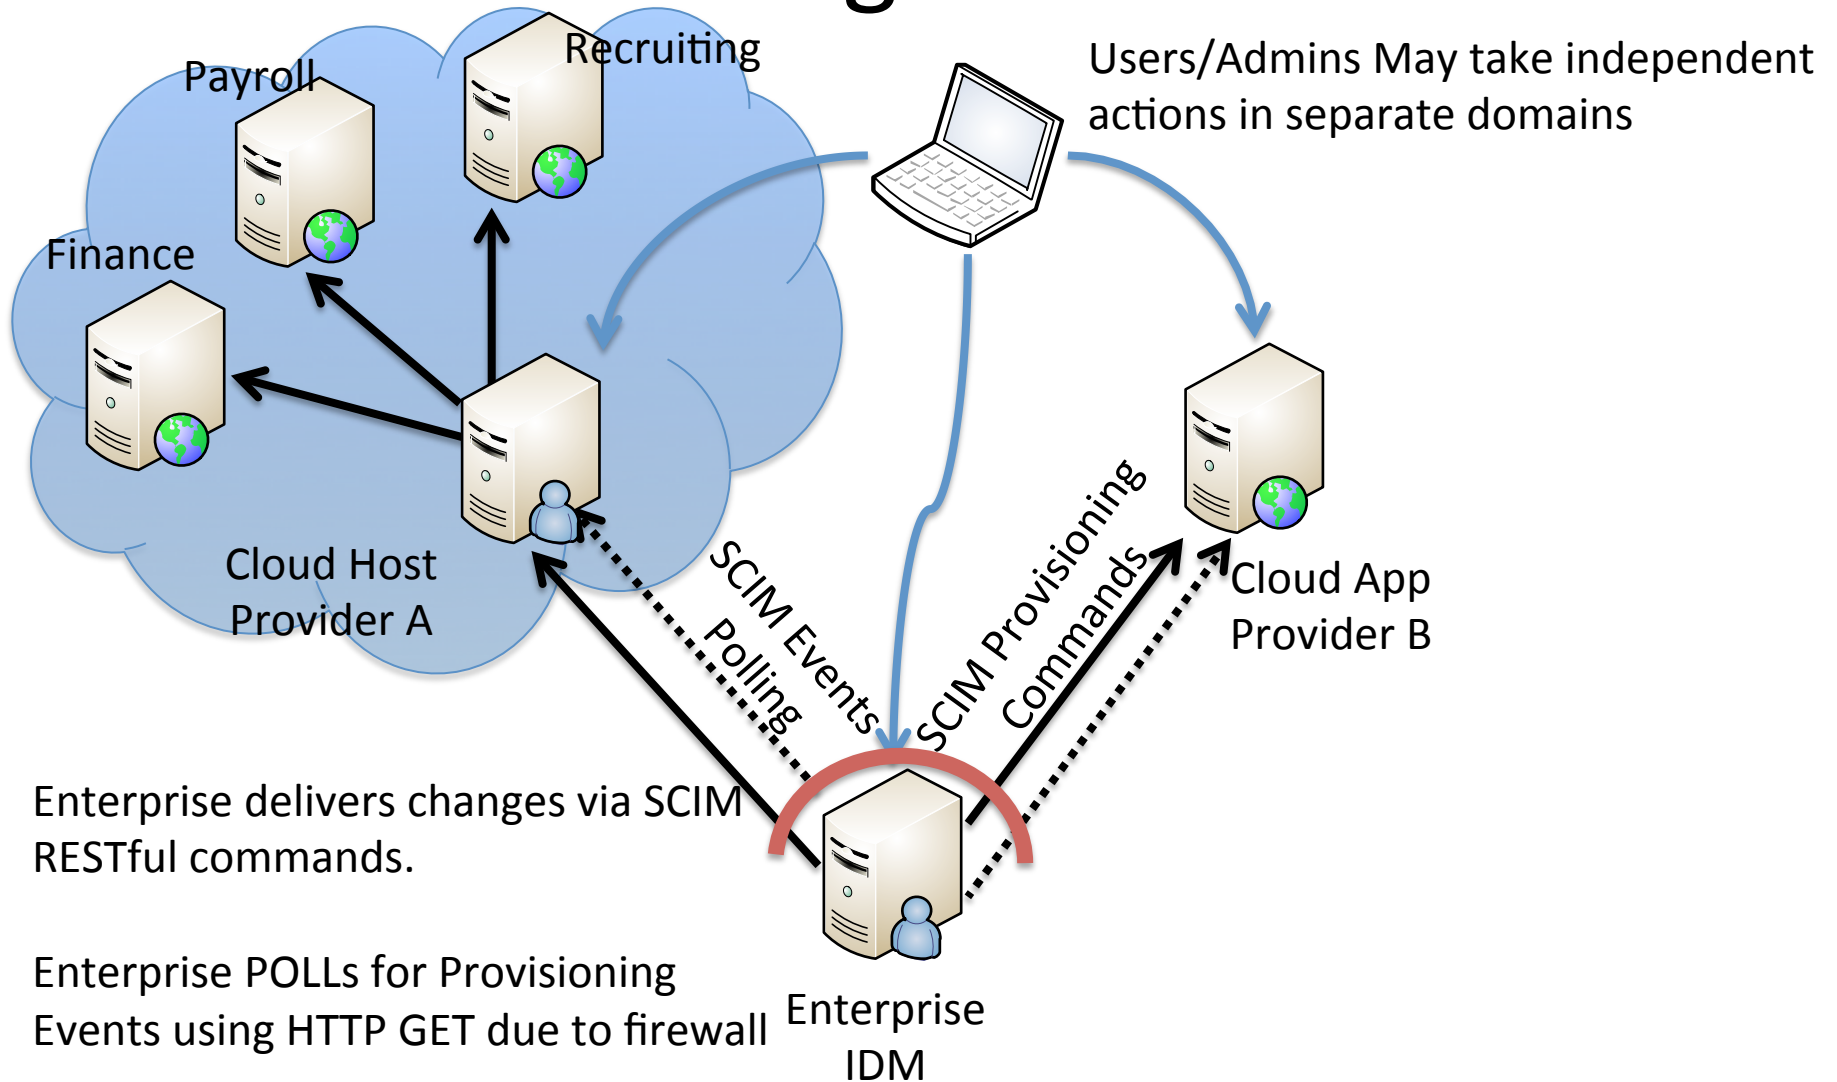 Recruiting
Payroll
Users/Admins May take independent
actions in separate domains
Finance
Cloud Host
Provider A
SCIM Events
Polling
SCIM Provisioning
Commands
Cloud App
Provider B
Enterprise delivers changes via SCIM
RESTful commands.
Enterprise POLLs for Provisioning
Events using HTTP GET due to firewall
Enterprise
IDM